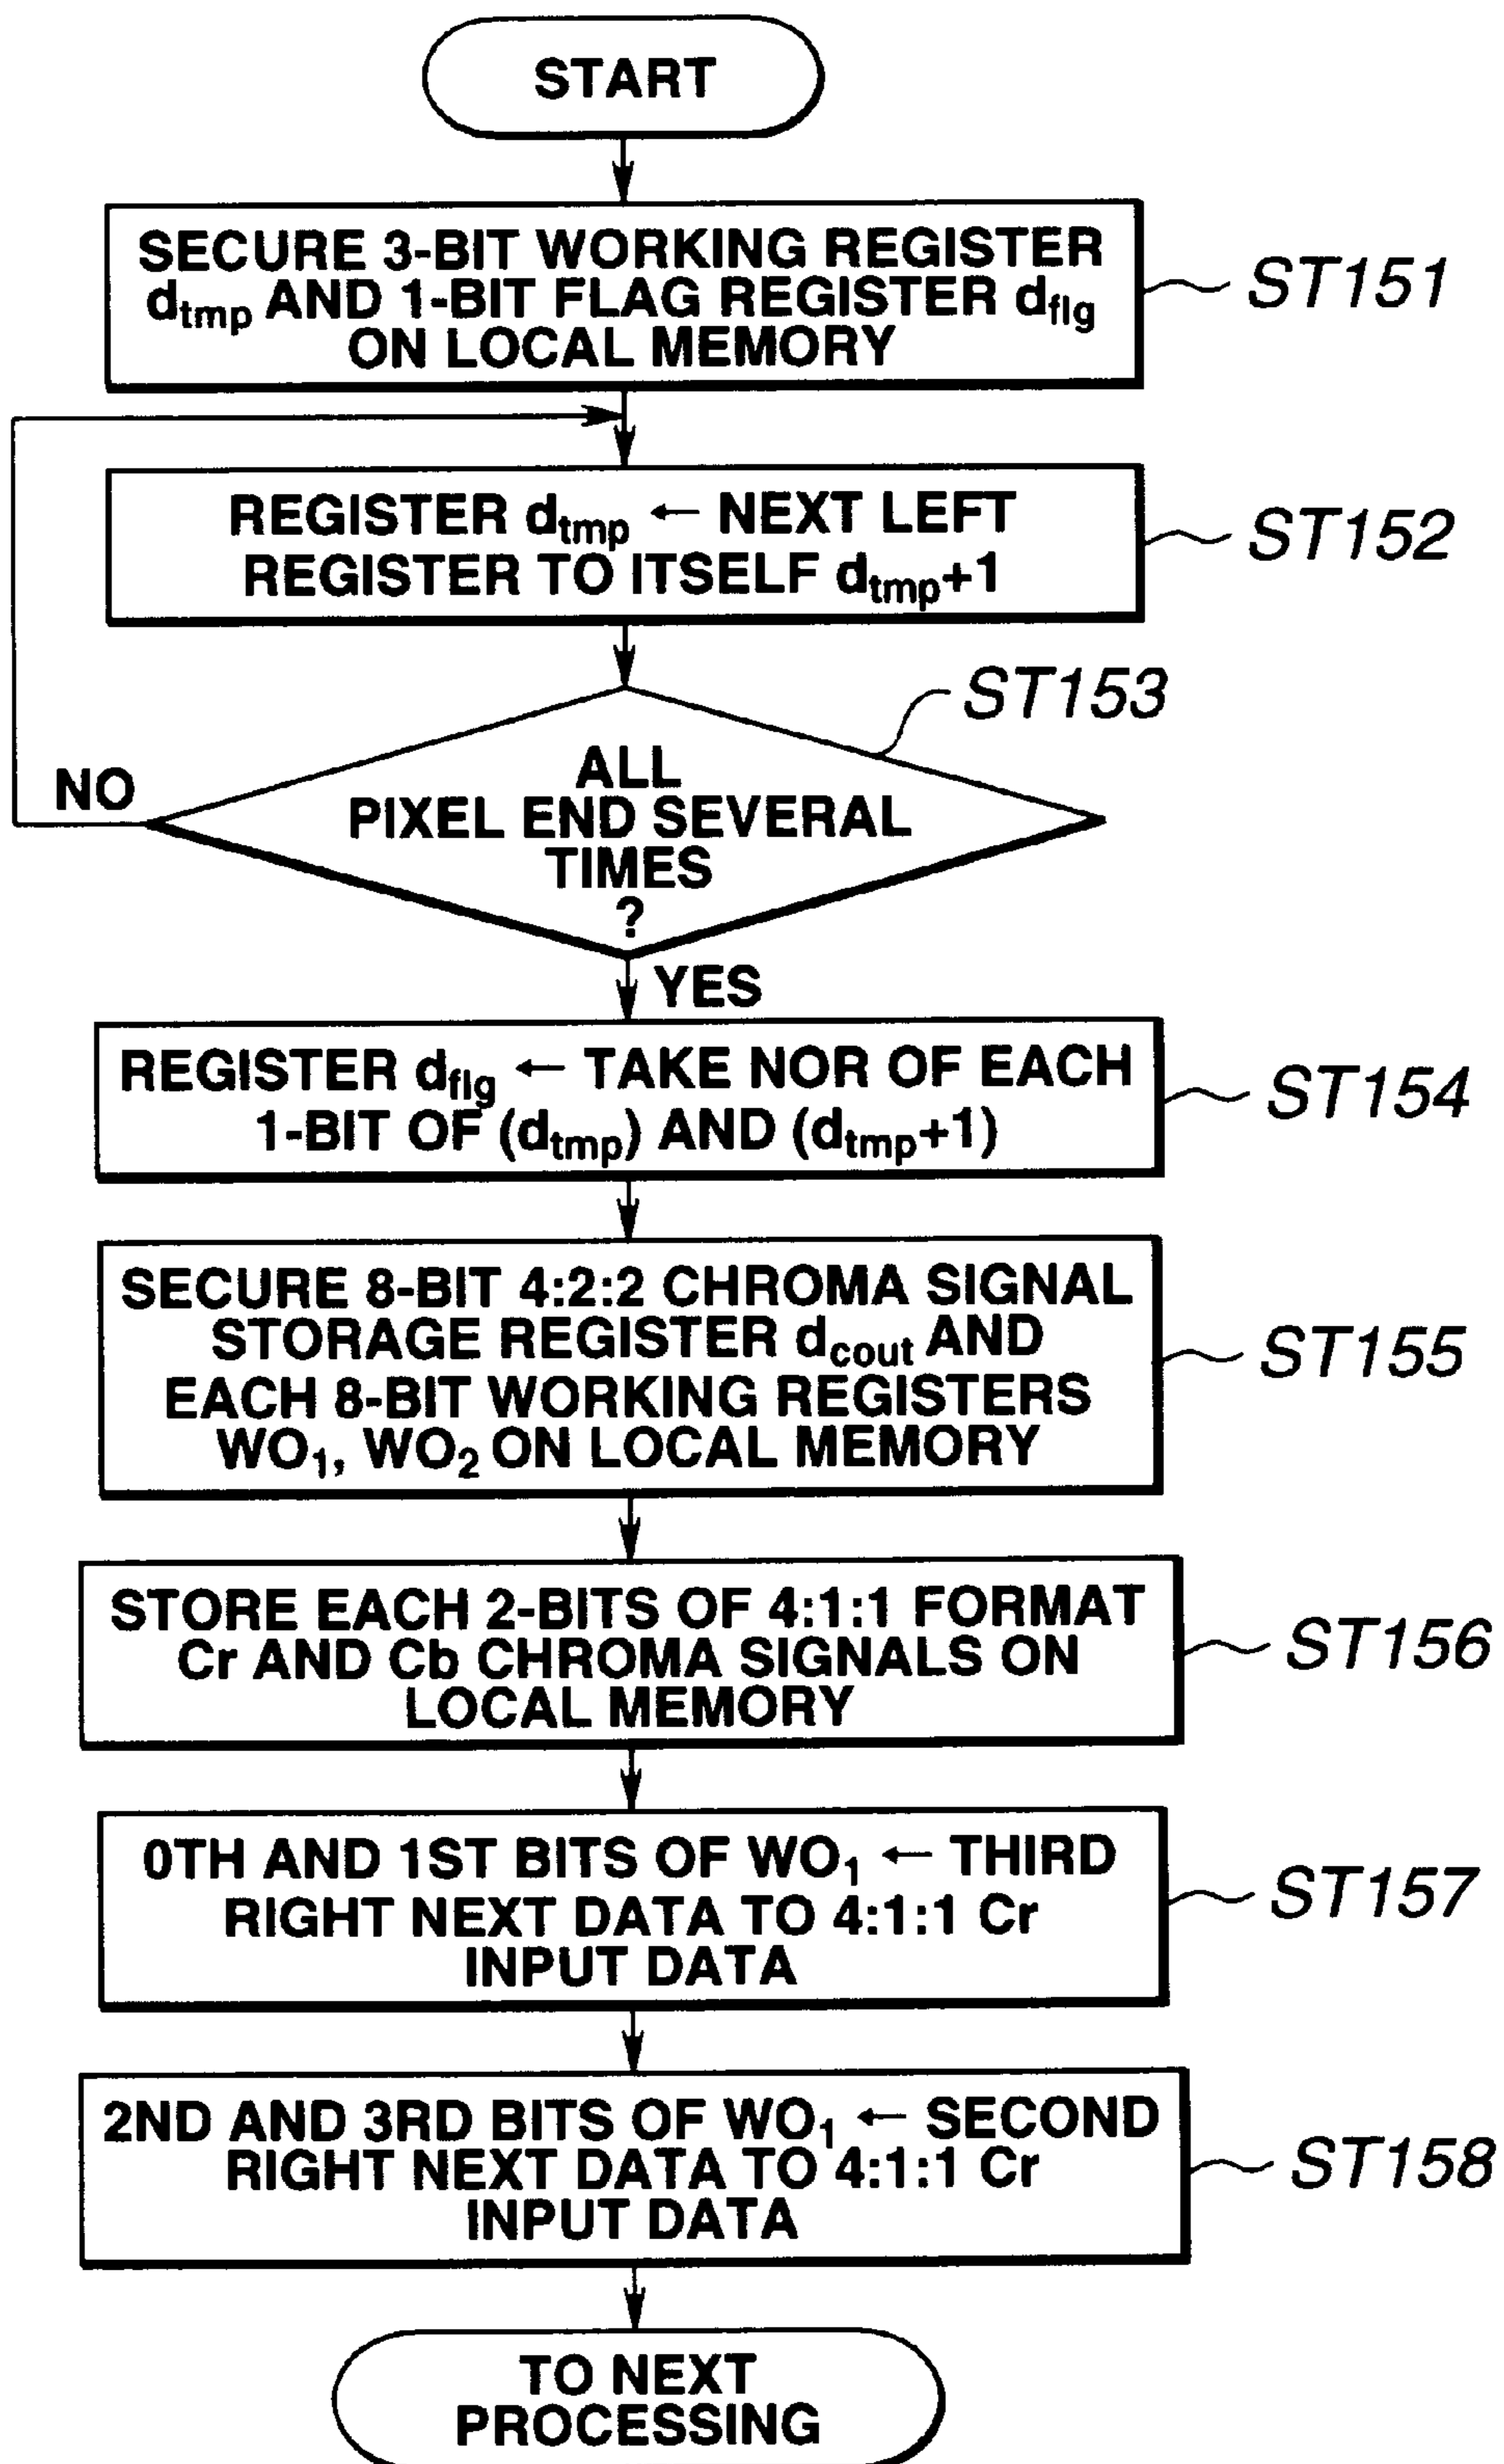 START
SECURE 3-BIT WORKING REGISTER
dtmp AND 1-BIT FLAG REGISTER dflg
ON LOCAL MEMORY
ST151
REGISTER dtmp ← NEXT LEFT
REGISTER TO ITSELF dtmp+1
ST152
ST153
ALL
PIXEL END SEVERAL
TIMES
?
NO
YES
REGISTER dflg ← TAKE NOR OF EACH
1-BIT OF (dtmp) AND (dtmp+1)
ST154
SECURE 8-BIT 4:2:2 CHROMA SIGNAL
STORAGE REGISTER dcout AND
EACH 8-BIT WORKING REGISTERS
WO1, WO2 ON LOCAL MEMORY
ST155
STORE EACH 2-BITS OF 4:1:1 FORMAT
Cr AND Cb CHROMA SIGNALS ON
LOCAL MEMORY
ST156
0TH AND 1ST BITS OF WO1 ← THIRD
RIGHT NEXT DATA TO 4:1:1 Cr
INPUT DATA
ST157
2ND AND 3RD BITS OF WO1 ← SECOND
RIGHT NEXT DATA TO 4:1:1 Cr
INPUT DATA
ST158
TO NEXT
PROCESSING